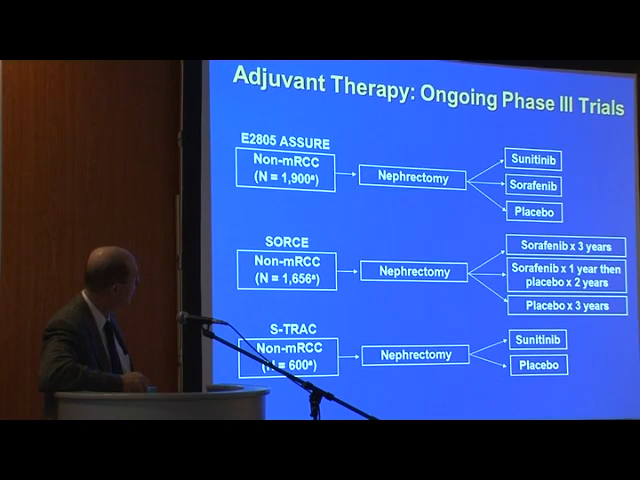 Adjuvant Therapy: Ongoing Phase III Trials
E2805 ASSURE
Non-mRCC
(N = 1,900ª)
Nephrectomy
Sunitinib
Sorafenib
Placebo
SORCE
Non-mRCC
(N = 1,656ª)
Nephrectomy
Sorafenib x 3 years
Sorafenib x 1 year then
placebo x 2 years
Placebo x 3 years
S-TRAC
Non-mRCC
(N = 600ª)
Nephrectomy
Sunitinib
Placebo